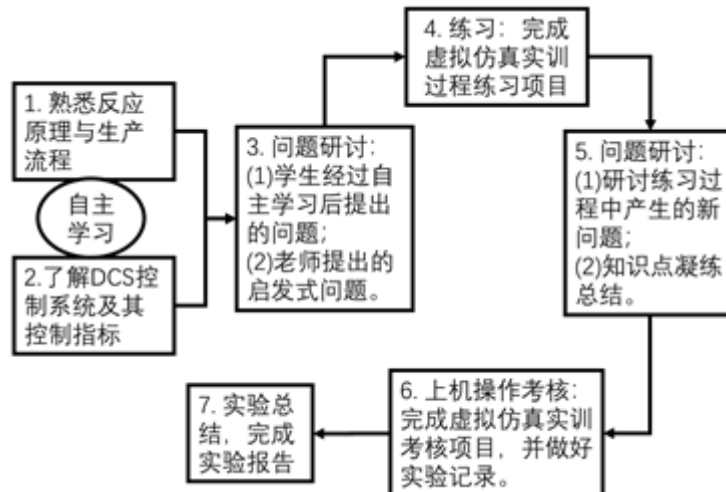 1. 熟悉反应
原理与生产
流程
自主
学习
2.了解DCS控
制系统及其
控制指标
3. 问题研讨：
(1)学生经过自
主学习后提出
的问题；
(2)老师提出的
启发式问题。
4. 练习：完成
虚拟仿真实训
过程练习项目
5. 问题研讨：
(1)研讨练习过
程中产生的新
问题；
(2)知识点凝练
总结。
6. 上机操作考核：
完成虚拟仿真实训
考核项目，并做好
实验记录。
7. 实验总
结，完成
实验报告